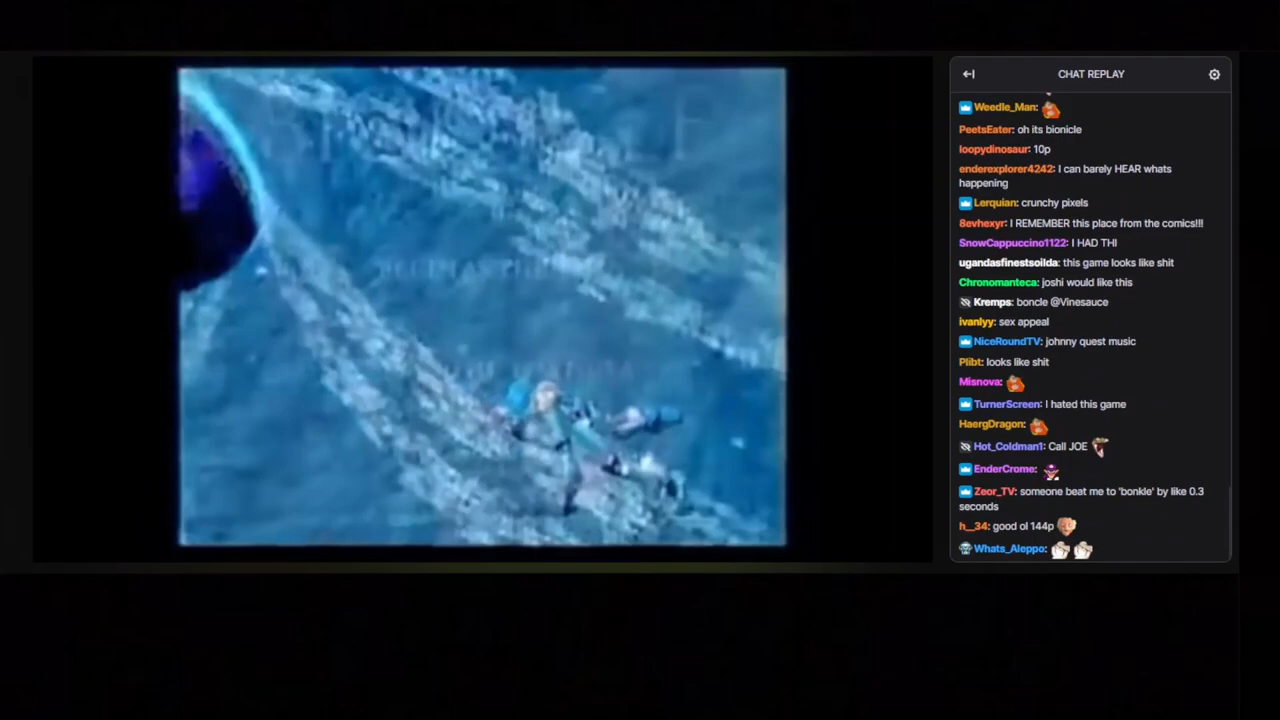 CHAT REPLAY
Weedle_Man:
PeetsEater: oh its bionicle
loopydinosaur: 10p
enderexplorer4242: I can barely HEAR whats
happening
Lerquian: crunchy pixels
8evhexyr: I REMEMBER this place from the comics!!!
SnowCappuccino1122: I HAD THI
ugandasfinestsoilda: this game looks like shit
Chronomanteca: joshi would like this
Kremps: boncle @Vinesauce
ivanlyy: sex appeal
NiceRoundTV: johnny quest music
Plibt: looks like shit
Misnova:
TurnerScreen: I hated this game
HaergDragon:
Hot_Coldman1: Call JOE
EnderCrome:
Zeor_TV: someone beat me to 'bonkle' by like 0.3
seconds
h__34: good ol 144p
Whats_Aleppo: